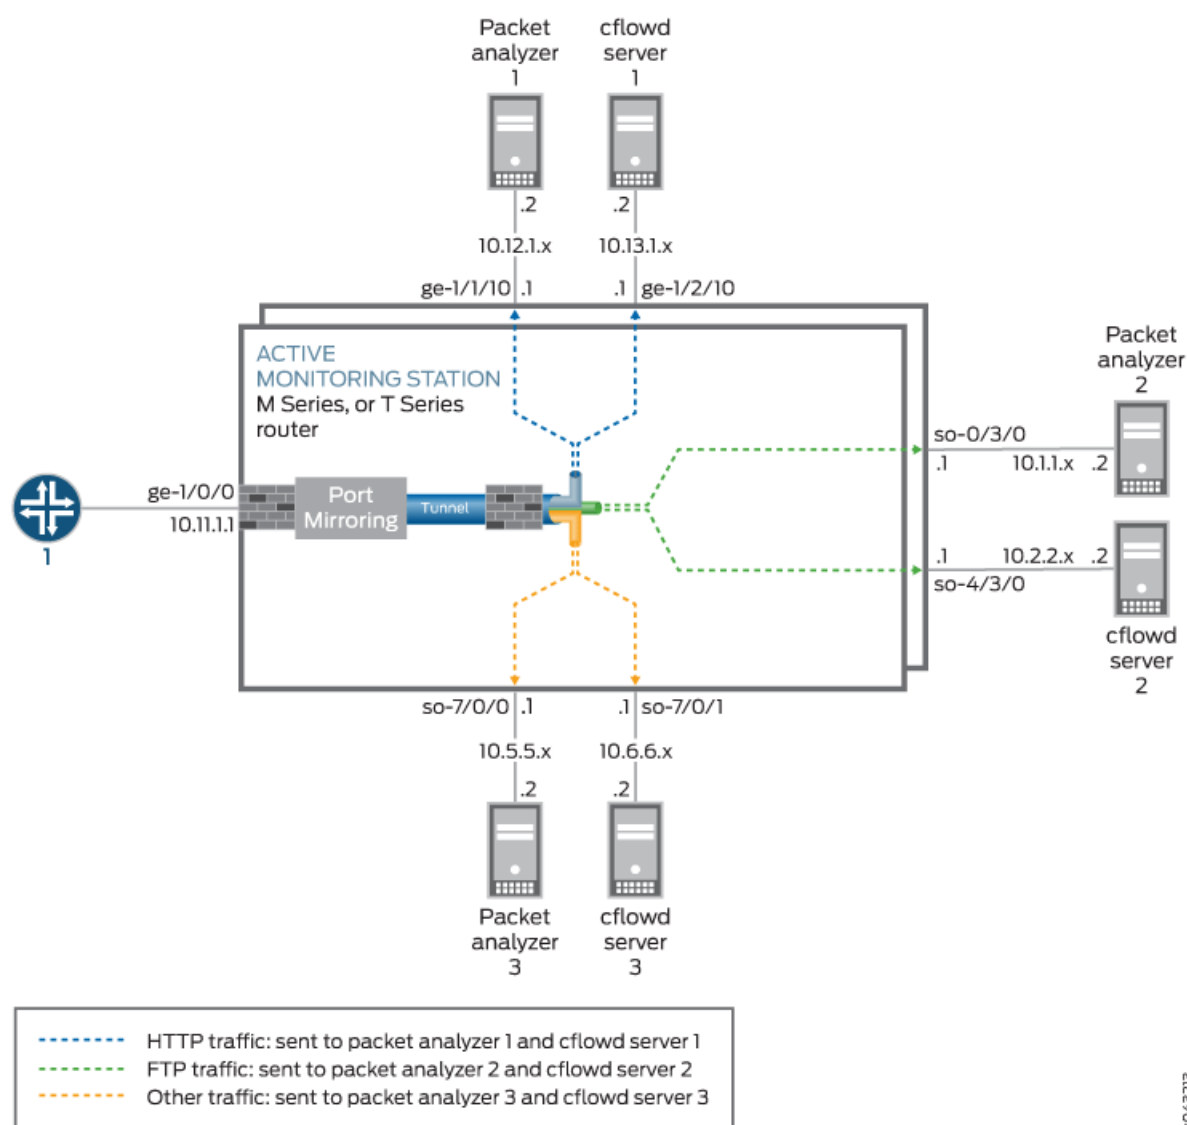 Packet
analyzer
1
cflowd
server
1
.2
.2
10.12.1.x
10.13.1.x
ge-1/1/10 .1
.1 ge-1/2/10
ACTIVE
MONITORING STATION
M Series, or T Series
router
Packet
analyzer
2
so-0/3/0
.1
10.1.1.x
.2
ge-1/0/0
10.11.1.1
Port
Mirroring
Tunnel
1
.1
10.2.2.x
.2
so-4/3/0
cflowd
server
2
so-7/0/0 .1
.1 so-7/0/1
10.5.5.x
10.6.6.x
.2
.2
Packet
analyzer
3
cflowd
server
3
HTTP traffic: sent to packet analyzer 1 and cflowd server 1
FTP traffic: sent to packet analyzer 2 and cflowd server 2
Other traffic: sent to packet analyzer 3 and cflowd server 3